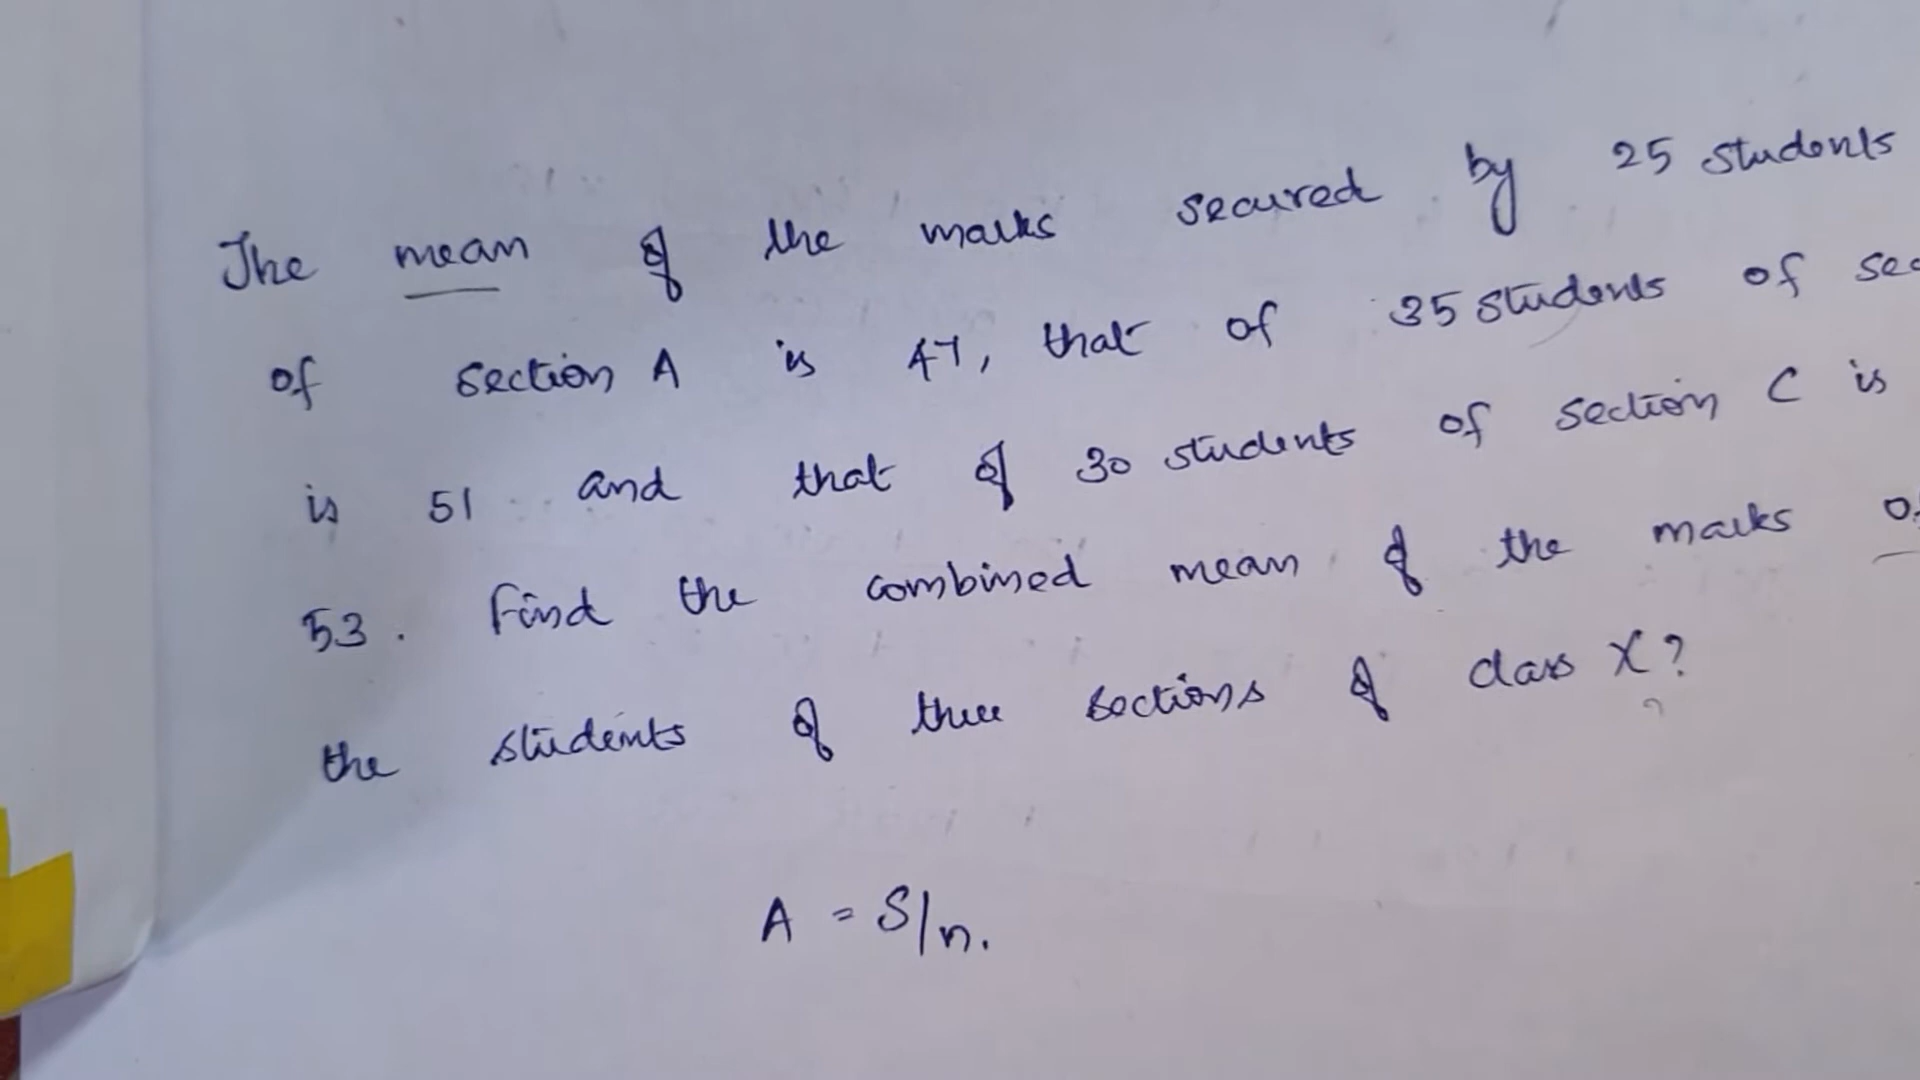 The mean of the marks secured by 25 students
of section A is 47, that of 35 students of sec
is 51 and that of 30 students of section C is
53. Find the combined mean of the marks of
the students of three sections of class X?
A = S/n.